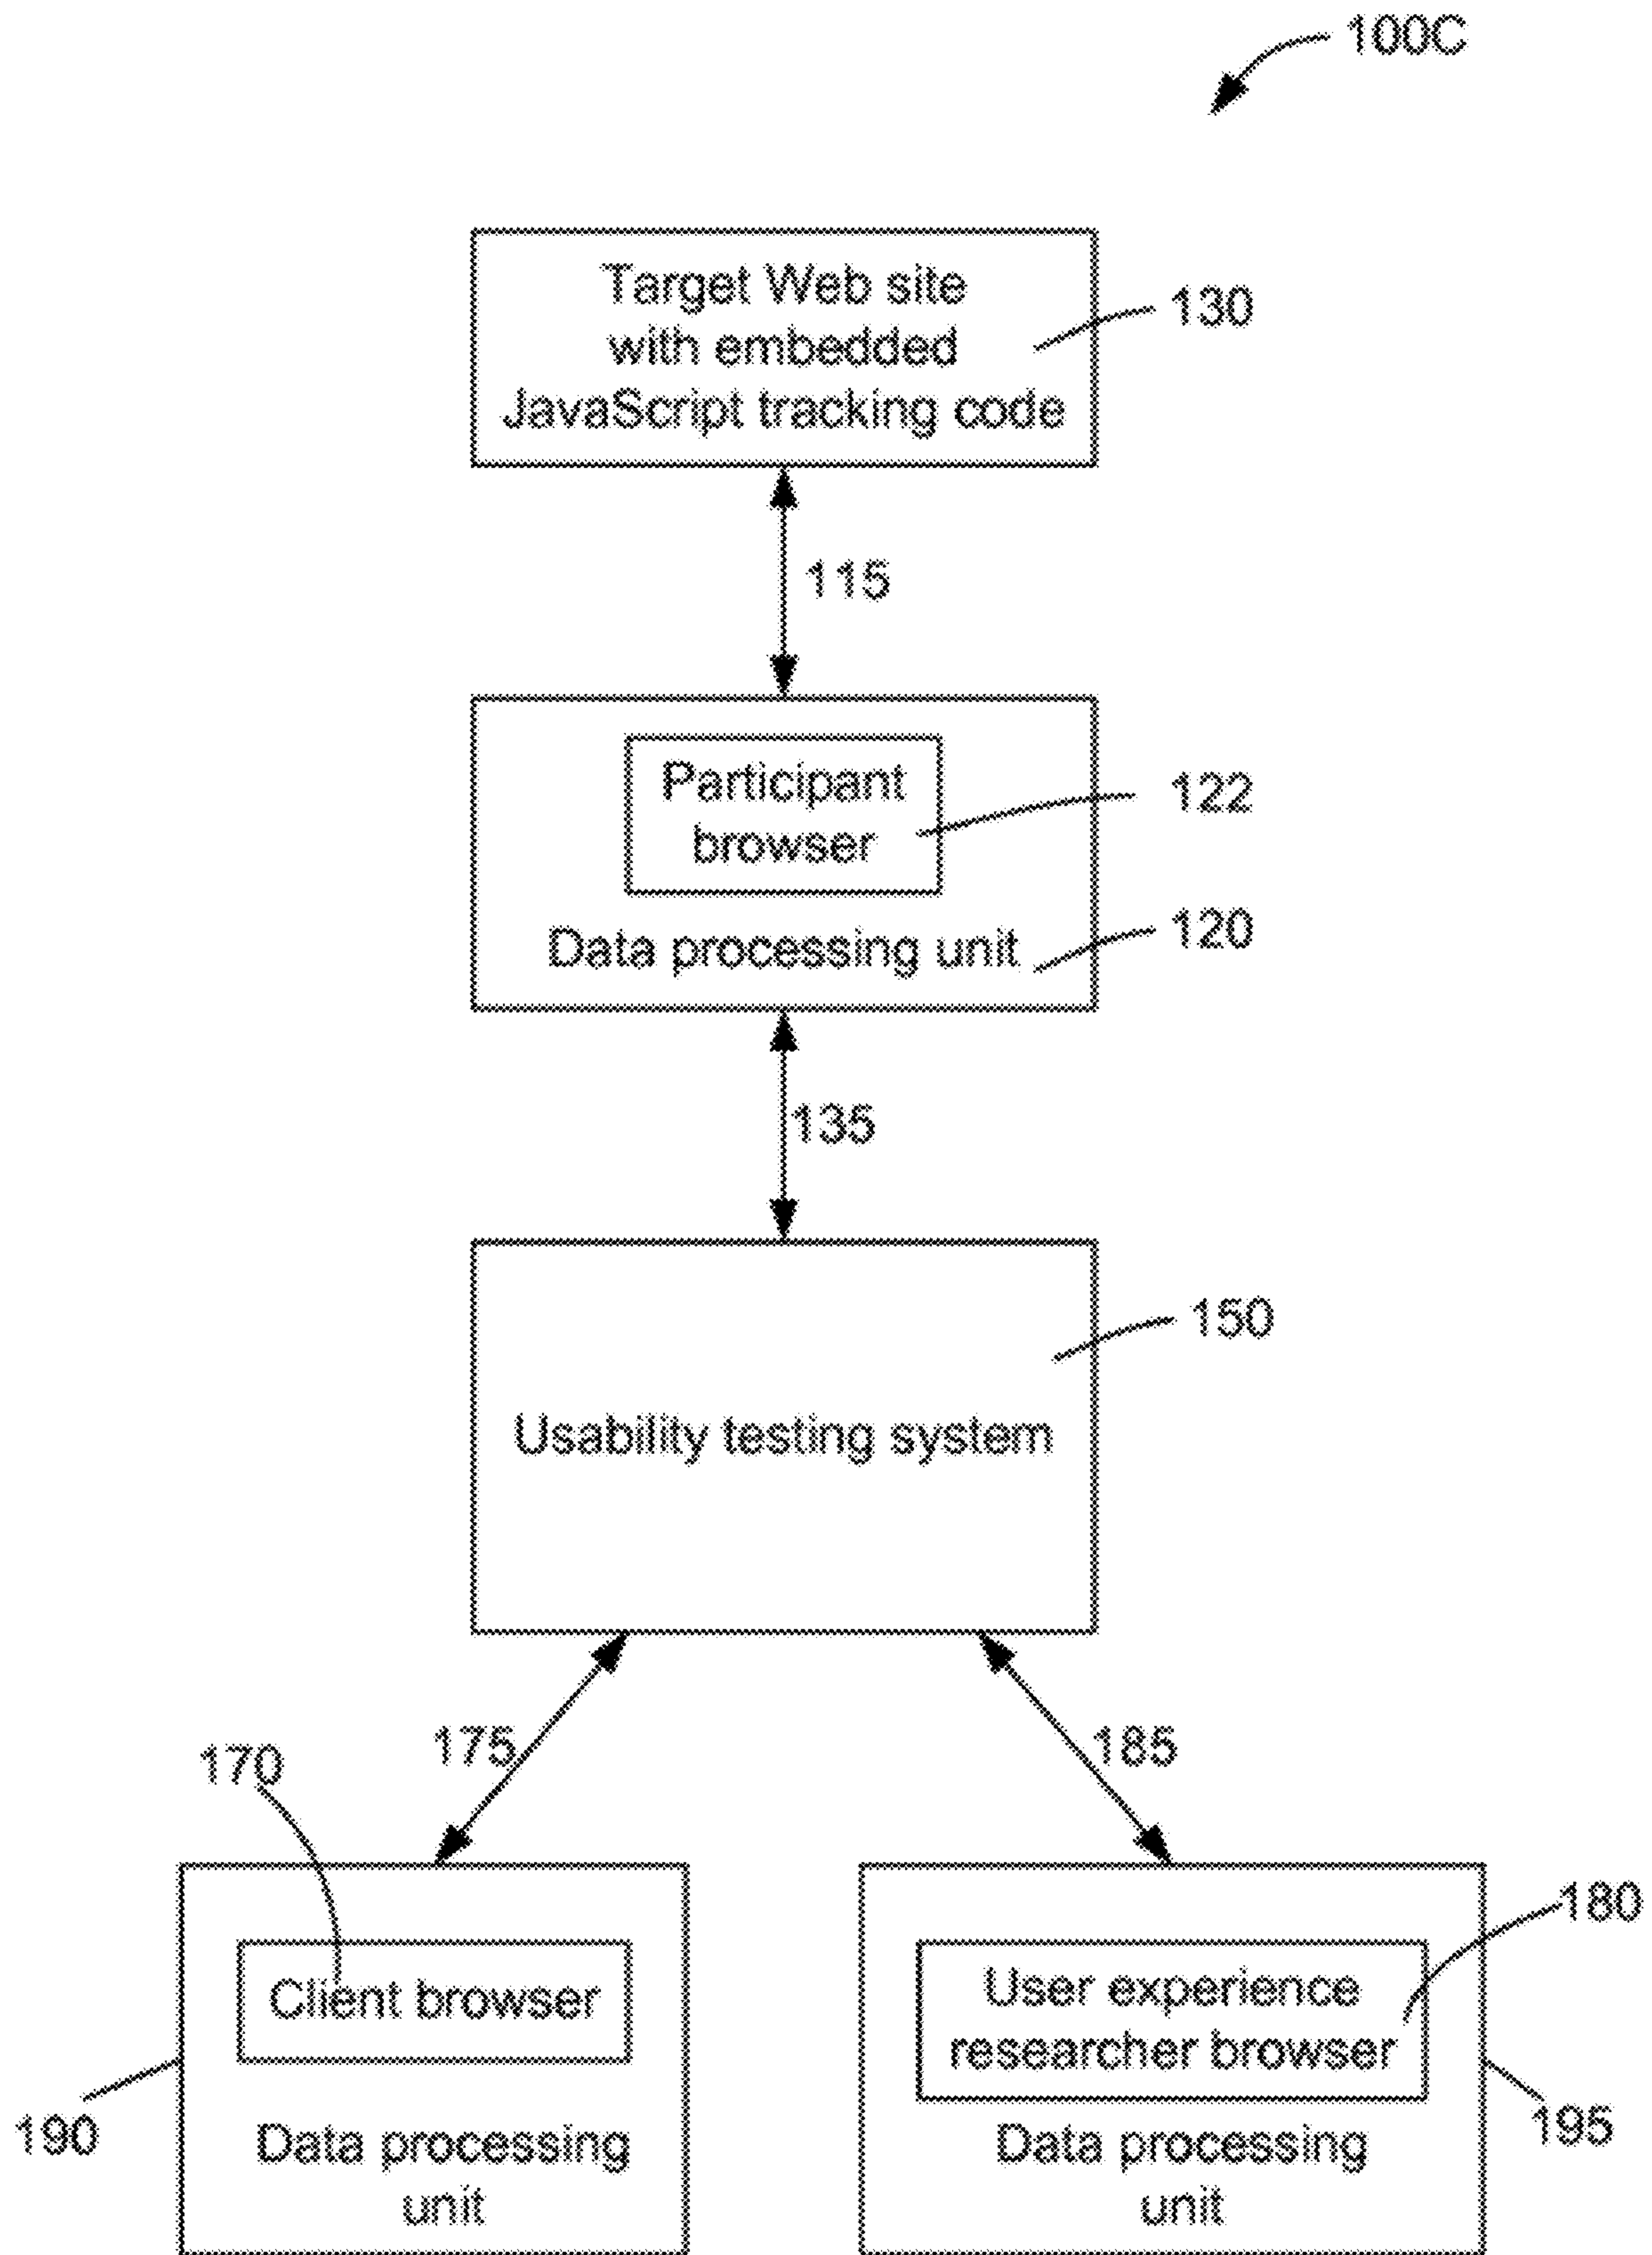 100C
Target Web site
with embedded
JavaScript tracking code
130
115
Participant
browser
122
Data processing unit
120
135
150
Usability testing system
175
185
170
180
Client browser
User experience
researcher browser
190
195
Data processing
unit
Data processing
unit